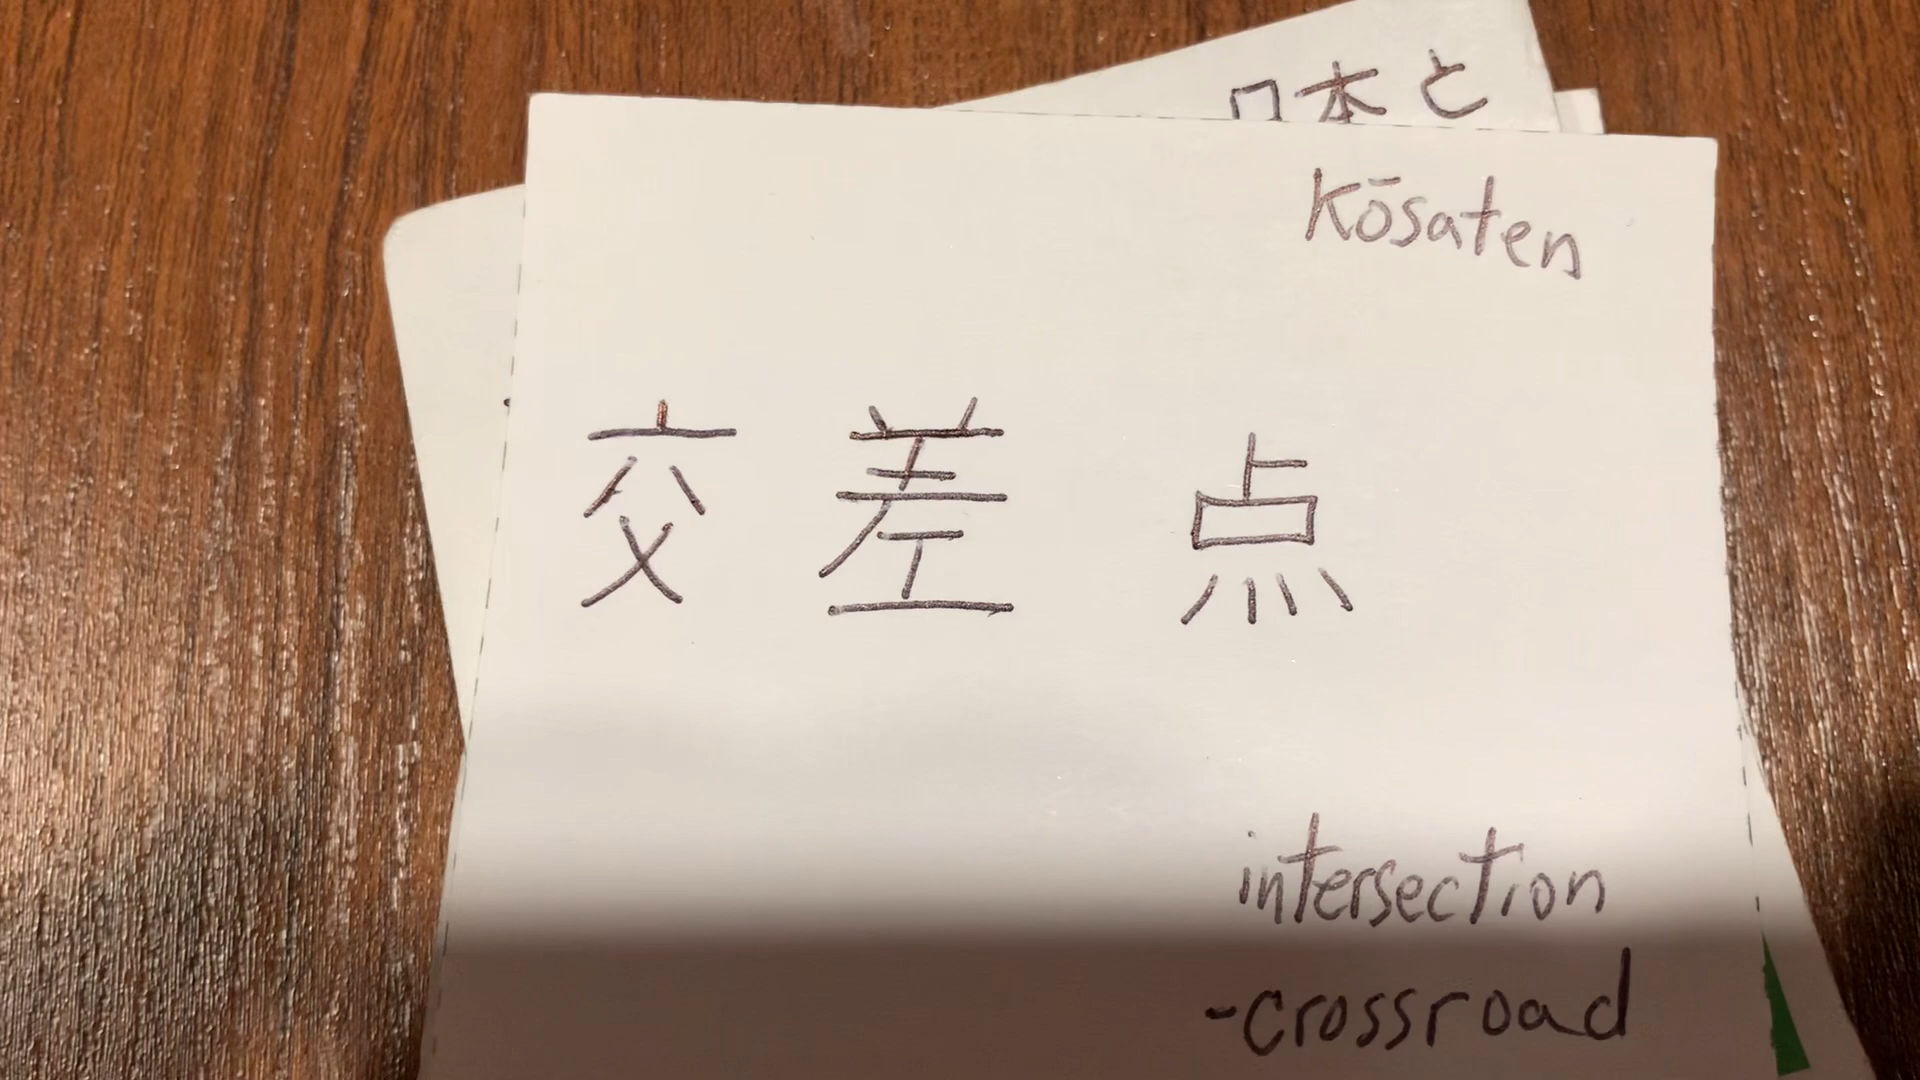 日本と
kōsaten
交差点
intersection
-crossroad